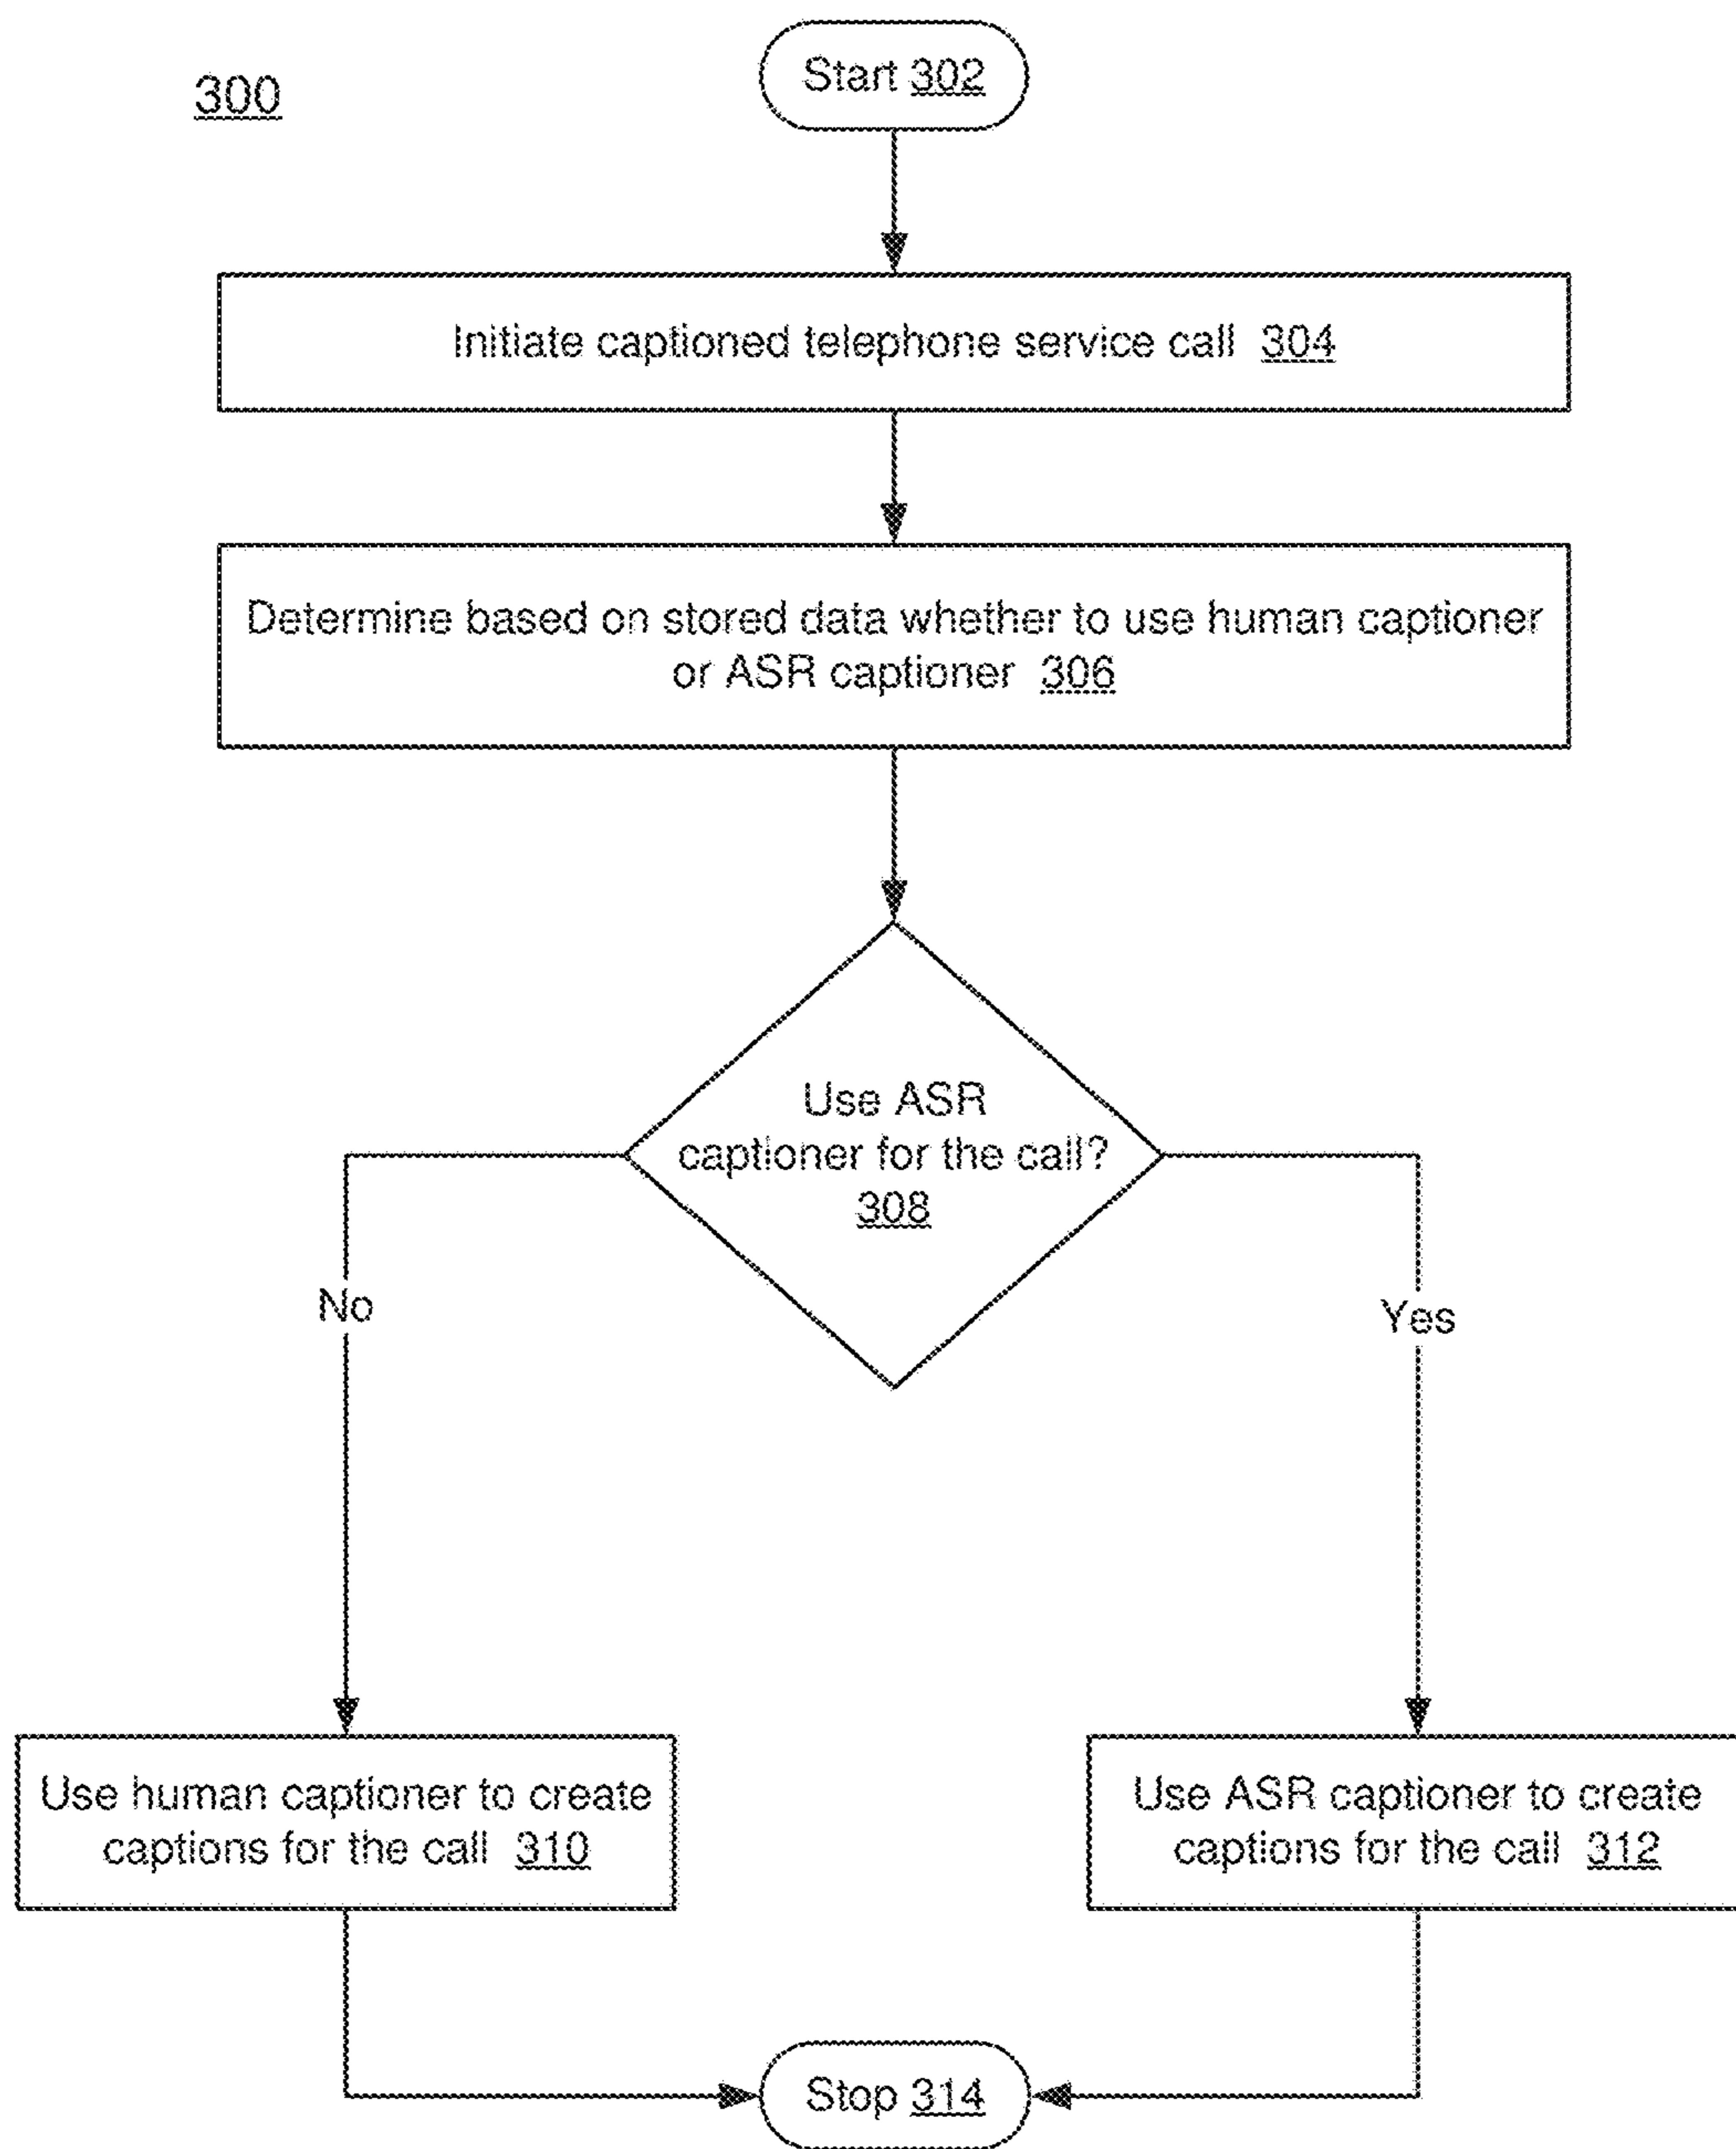 300
Start 302
Initiate captioned telephone service call 304
Determine based on stored data whether to use human captioner
or ASR captioner 306
Use ASR
captioner for the call?
308
No
Yes
Use human captioner to create
captions for the call 310
Use ASR captioner to create
captions for the call 312
Stop 314